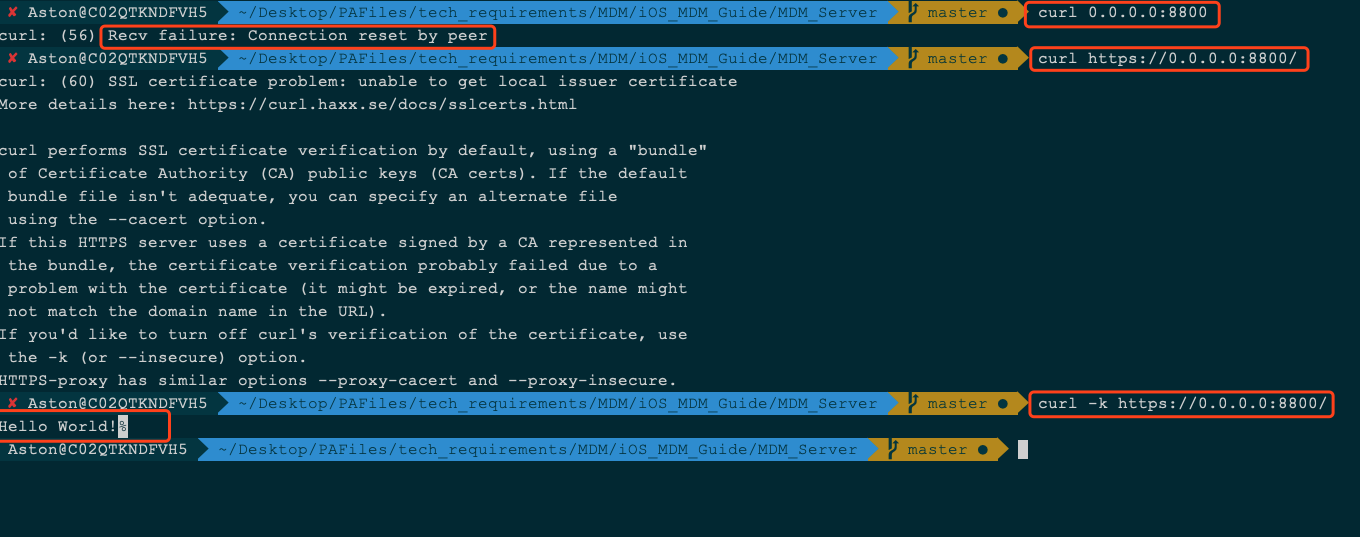 ✘ Aston@C02QTKNDFVH5 ~/Desktop/PAFiles/tech_requirements/MDM/iOS_MDM_Guide/MDM_Server master ● curl 0.0.0.0:8800
curl: (56) Recv failure: Connection reset by peer
✘ Aston@C02QTKNDFVH5 ~/Desktop/PAFiles/tech_requirements/MDM/iOS_MDM_Guide/MDM_Server master ● curl https://0.0.0.0:8800/
curl: (60) SSL certificate problem: unable to get local issuer certificate
More details here: https://curl.haxx.se/docs/sslcerts.html
curl performs SSL certificate verification by default, using a "bundle"
of Certificate Authority (CA) public keys (CA certs). If the default
bundle file isn't adequate, you can specify an alternate file
using the --cacert option.
If this HTTPS server uses a certificate signed by a CA represented in
the bundle, the certificate verification probably failed due to a
problem with the certificate (it might be expired, or the name might
not match the domain name in the URL).
If you'd like to turn off curl's verification of the certificate, use
the -k (or --insecure) option.
HTTPS-proxy has similar options --proxy-cacert and --proxy-insecure.
✘ Aston@C02QTKNDFVH5 ~/Desktop/PAFiles/tech_requirements/MDM/iOS_MDM_Guide/MDM_Server master ● curl -k https://0.0.0.0:8800/
Hello World!%
Aston@C02QTKNDFVH5 ~/Desktop/PAFiles/tech_requirements/MDM/iOS_MDM_Guide/MDM_Server master ●